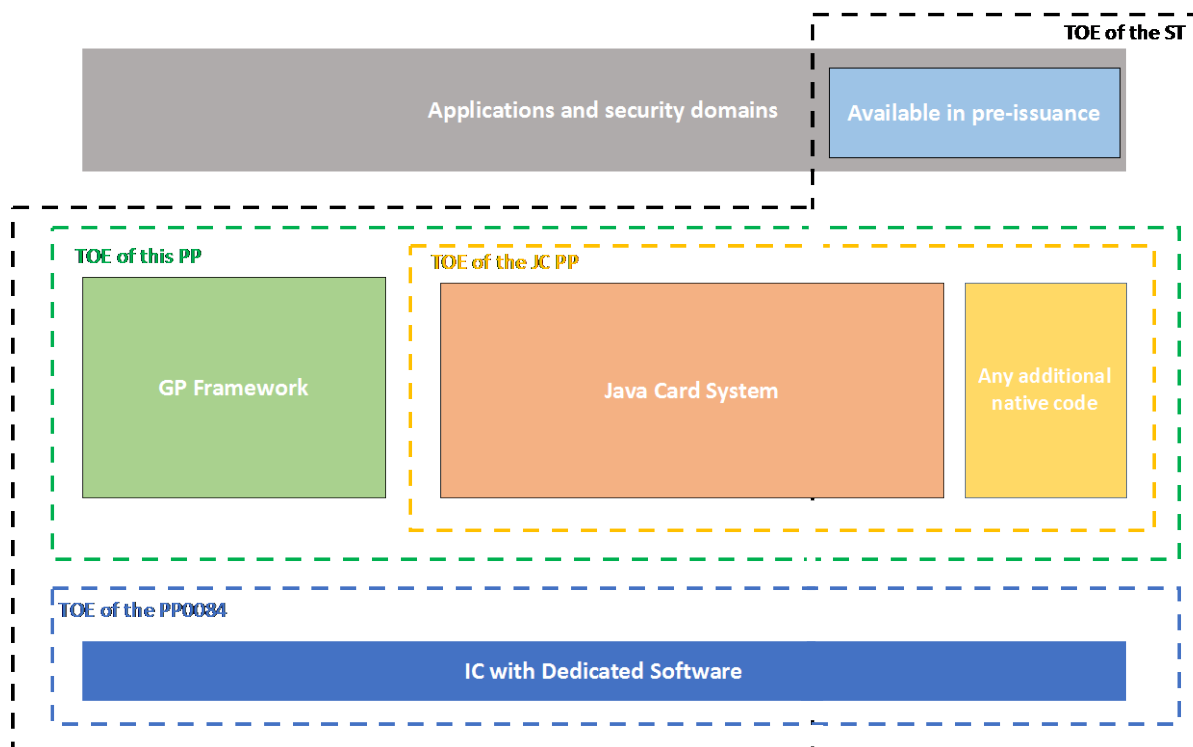 TOE of the ST
Applications and security domains
Available in pre-issuance
TOE of this PP
TOE of the JC PP
GP Framework
Java Card System
Any additional
native code
TOE of the PP0084
IC with Dedicated Software